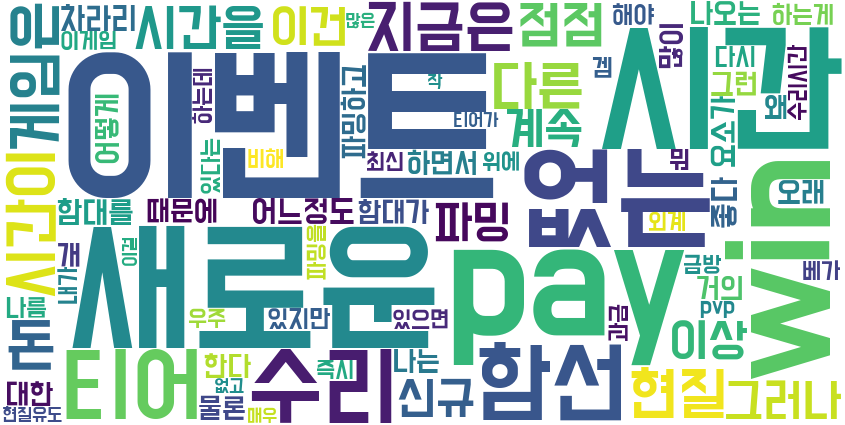 은
차라리
이게임
시간을
이건
많은
지금은
점점
해야
나오는
하는게
게임이
이벤트
어떻게
하는데
있다는
비해
파밍하고
착
다른
계속
티어가
겜
많이
시간
다시
그런
왜
수리시간
최신
하면서
위에
없는
뭔
요소가
좋다
오래
시간이
함대를
때문에
어느정도
함대가
파밍
외계
win
걘
내가
이권
새로운
파밍을
pay
금방
베가
거의
pvp
나름
돈
우주
있지만
있으면
과금
이상
티어
한다
없고
수리
즉시
나는
신규
함선
현질
그러나
대한
현질유도
물론
매우